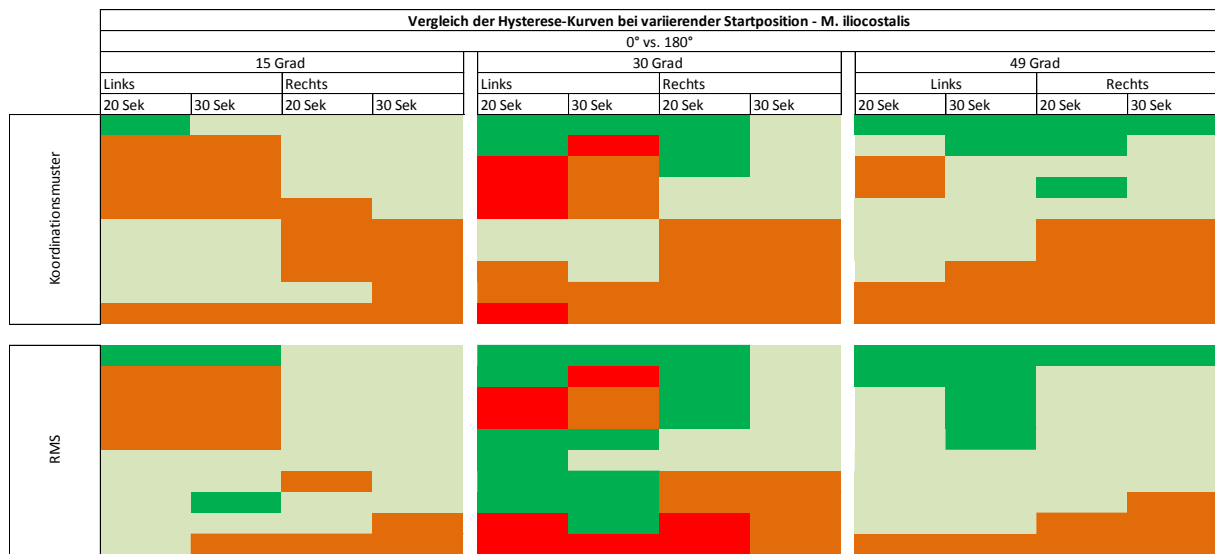 Vergleich der Hysterese-Kurven bei variierender Startposition - M. iliocostalis
0° vs. 180°
15 Grad 30 Grad 49 Grad
Links Rechts Links Rechts Links Rechts
20 Sek 30 Sek 20 Sek 30 Sek 20 Sek 30 Sek 20 Sek 30 Sek 20 Sek 30 Sek 20 Sek 30 Sek
Koordinationsmuster
RMS